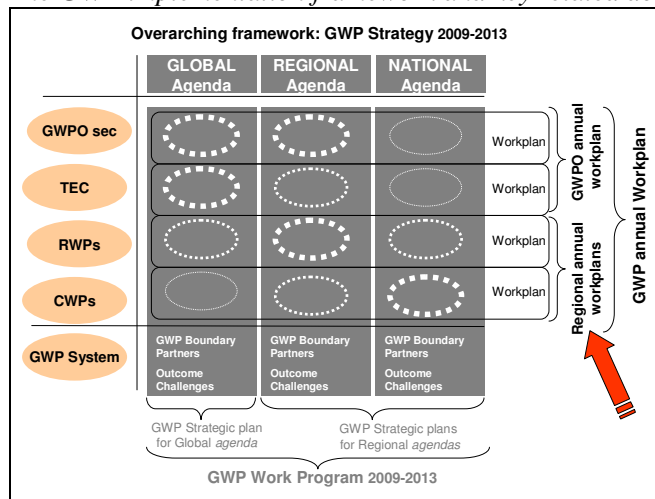 Overarching framework: GWP Strategy 2009-2013
GLOBAL
Agenda
REGIONAL
Agenda
NATIONAL
Agenda
GWPO sec
Workplan
TEC
Workplan
RWPs
Workplan
CWPs
Workplan
GWPO annual
workplan
Regional annual
workplans
GWP annual Workplan
GWP System
GWP Boundary
Partners
Outcome
Challenges
GWP Boundary
Partners
Outcome
Challenges
GWP Boundary
Partners
Outcome
Challenges
GWP Strategic plan
for Global agenda
GWP Strategic plans
for Regional agendas
GWP Work Program 2009-2013